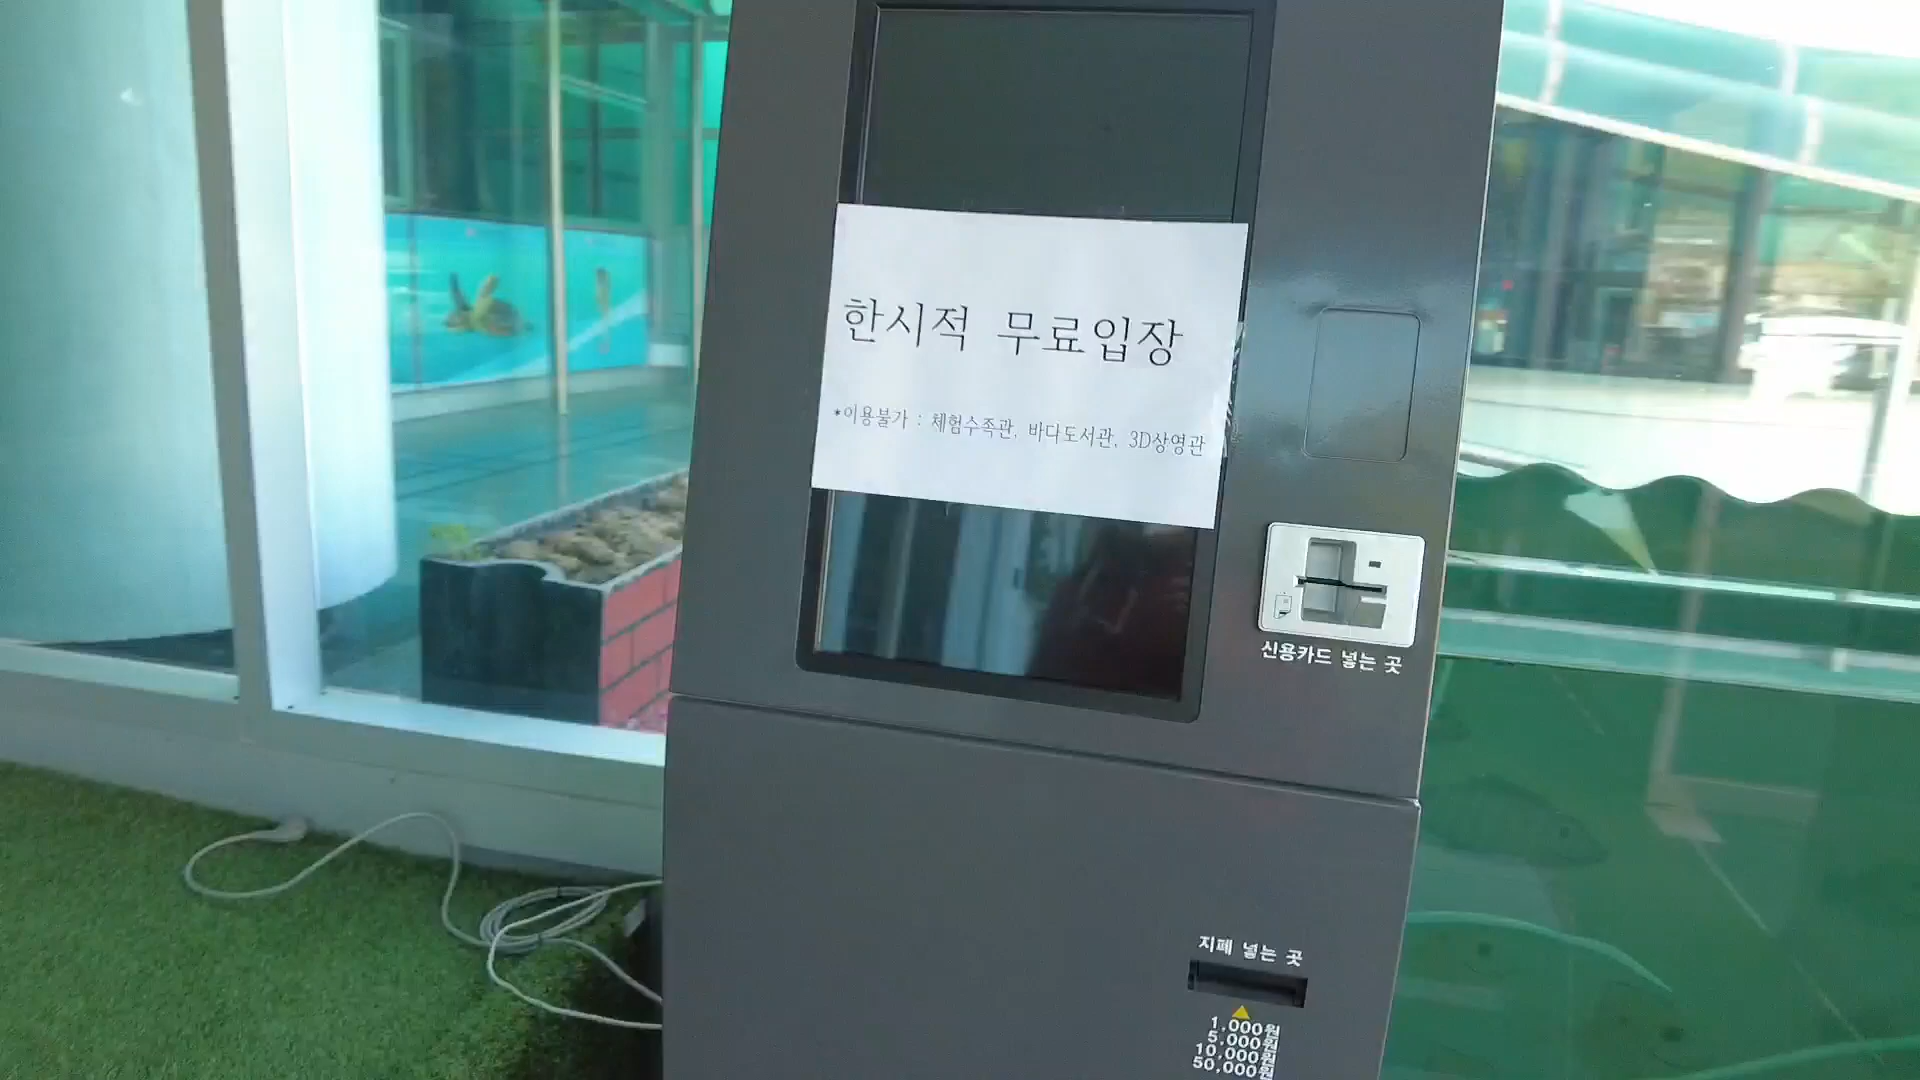 한시적 무료입장
*이용불가 : 체험수족관, 바다도서관, 3D상영관
신용카드 넣는 곳
지폐 넣는 곳
1,000원
5,000원
10,000원
50,000원